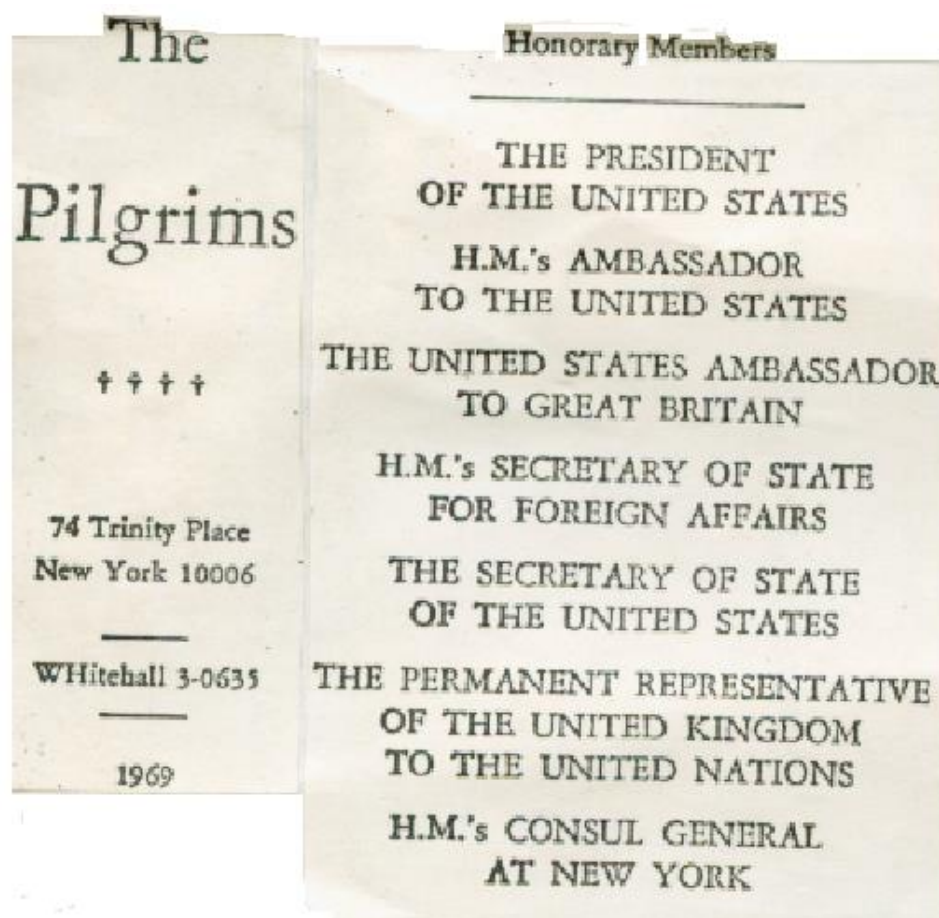 The
Pilgrims
✝ ✝ ✝ ✝
74 Trinity Place
New York 10006
WHitehall 3-0635
1969
Honorary Members
THE PRESIDENT
OF THE UNITED STATES
H.M.'s AMBASSADOR
TO THE UNITED STATES
THE UNITED STATES AMBASSADOR
TO GREAT BRITAIN
H.M.'s SECRETARY OF STATE
FOR FOREIGN AFFAIRS
THE SECRETARY OF STATE
OF THE UNITED STATES
THE PERMANENT REPRESENTATIVE
OF THE UNITED KINGDOM
TO THE UNITED NATIONS
H.M.'s CONSUL GENERAL
AT NEW YORK